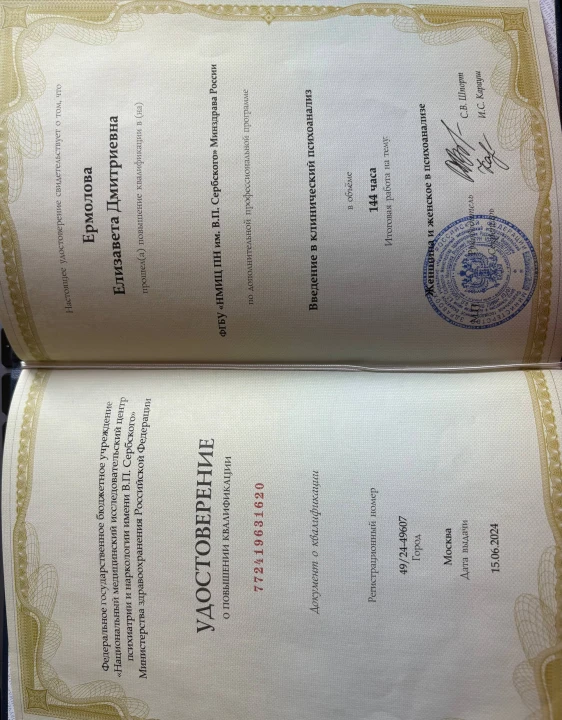 Федеральное государственное бюджетное учреждение
«Национальный медицинский исследовательский центр
психиатрии и наркологии имени В.П. Сербского»
Министерства здравоохранения Российской Федерации
УДОСТОВЕРЕНИЕ
О ПОВЫШЕНИИ КВАЛИФИКАЦИИ
772419631620
Документ о квалификации
Регистрационный номер
49/24-49607
Город
Москва
Дата выдачи
15.06.2024
Настоящее удостоверение свидетельствует о том, что
Ермолова
Елизавета Дмитриевна
прошел(а) повышение квалификации в (на)
ФГБУ «НМИЦ ПН им. В.П. Сербского» Минздрава России
по дополнительной профессиональной программе
Введение в клинический психоанализ
в объёме
144 часа
Итоговая работа на тему:
Женщина и женское в психоанализе
М.П. Руководитель С.В. Шпорт
Секретарь И.С. Карауш